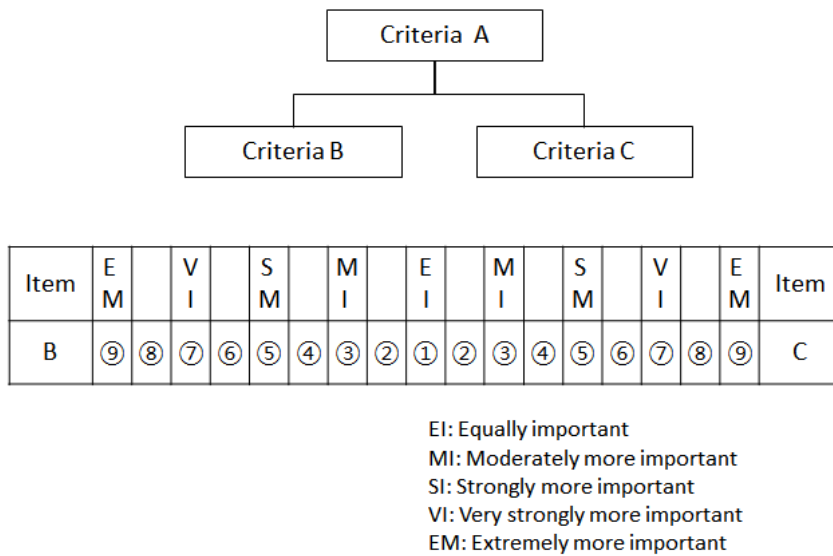 Criteria A
Criteria B Criteria C
Item E M V I S M M I E I M I S M V I E M Item
B ⑨ ⑧ ⑦ ⑥ ⑤ ④ ③ ② ① ② ③ ④ ⑤ ⑥ ⑦ ⑧ ⑨ C
EI: Equally important
MI: Moderately more important
SI: Strongly more important
VI: Very strongly more important
EM: Extremely more important